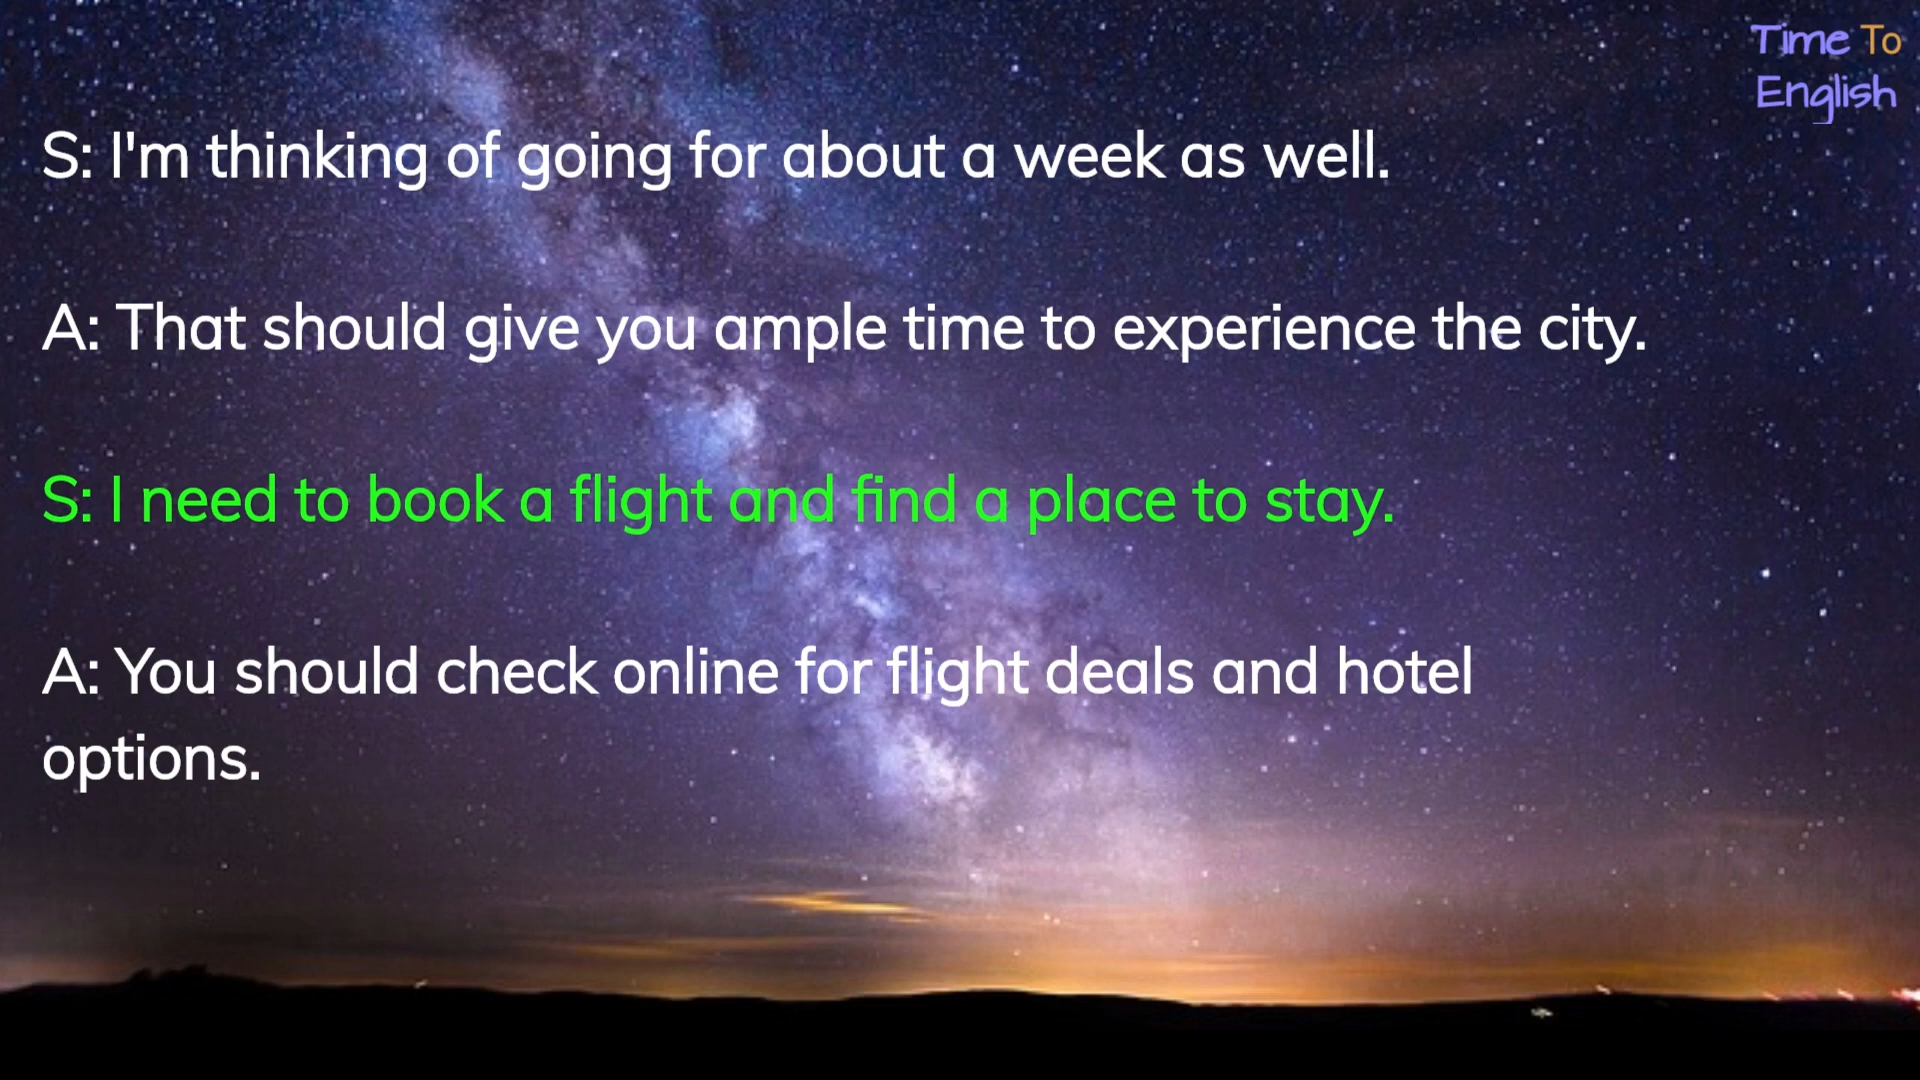 Time To
English
S: I'm thinking of going for about a week as well.
A: That should give you ample time to experience the city.
S: I need to book a flight and find a place to stay.
A: You should check online for flight deals and hotel
options.